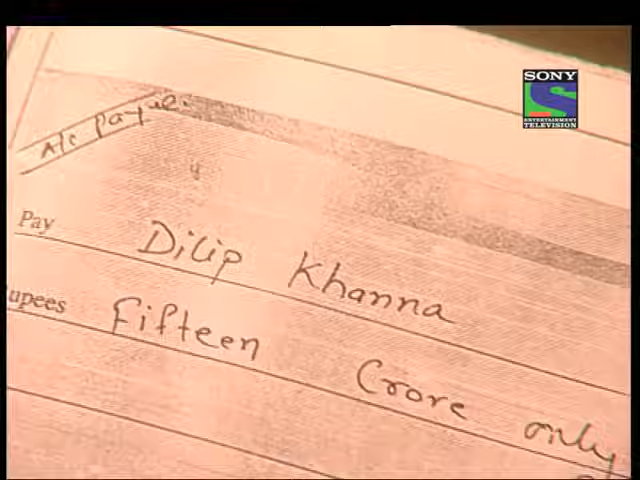 SONY
ENTERTAINMENT
TELEVISION
A/c payee
Pay Dilip Khanna
upees Fifteen Crore only